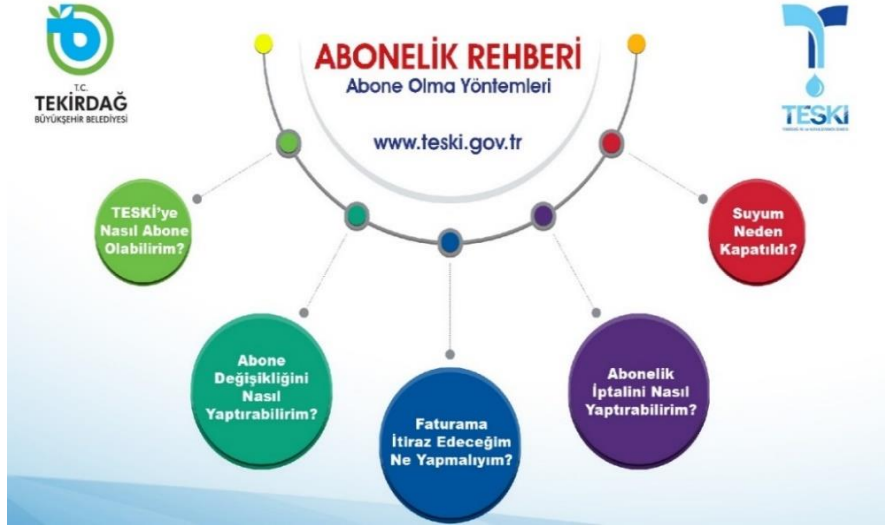 T.C.
TEKİRDAĞ
BÜYÜKŞEHİR BELEDİYESİ
ABONELİK REHBERİ
Abone Olma Yöntemleri
www.teski.gov.tr
TESKİ
TESKİ'ye
Nasıl Abone
Olabilirim?
Abone
Değişikliğini
Nasıl
Yaptırabilirim?
Faturama
İtiraz Edeceğim
Ne Yapmalıyım?
Abonelik
İptalini Nasıl
Yaptırabilirim?
Suyum
Neden
Kapatıldı?